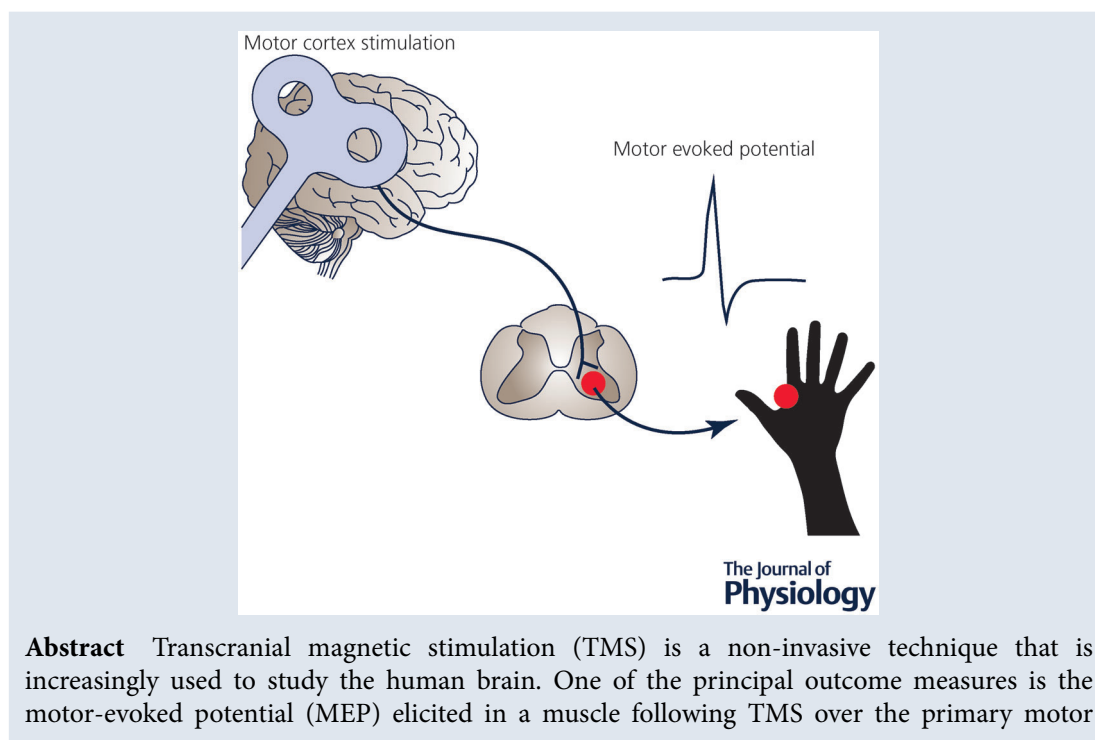 Motor cortex stimulation
Motor evoked potential
The Journal of
Physiology
Abstract Transcranial magnetic stimulation (TMS) is a non-invasive technique that is
increasingly used to study the human brain. One of the principal outcome measures is the
motor-evoked potential (MEP) elicited in a muscle following TMS over the primary motor